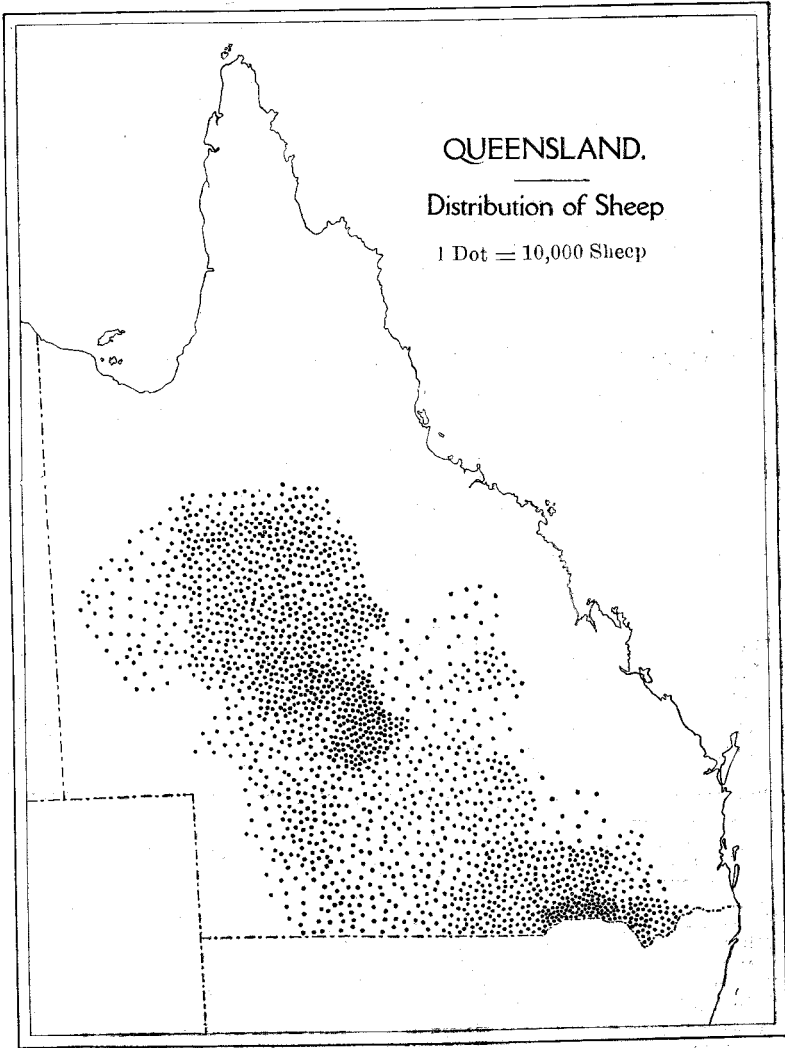 QUEENSLAND.
Distribution of Sheep
1 Dot = 10,000 Sheep